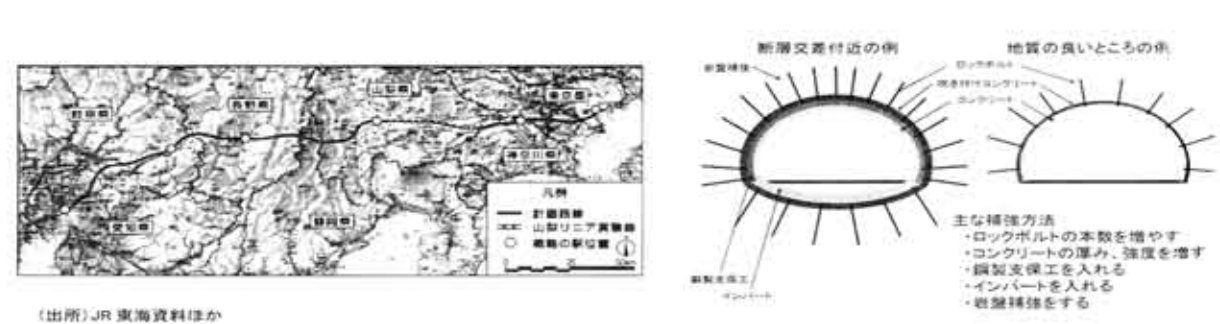 岐阜県
長野県
山梨県
東京都
神奈川県
愛知県
静岡県
凡例
計画路線
山梨リニア実験線
概略の駅位置
(出所)JR東海資料ほか
断層交差付近の例
地質の良いところの例
岩盤補強
ロックボルト
吹き付けコンクリート
コンクリート
鋼製支保工
インバート
主な補強方法
・ロックボルトの本数を増やす
・コンクリートの厚み、強度を増す
・鋼製支保工を入れる
・インバートを入れる
・岩盤補強をする